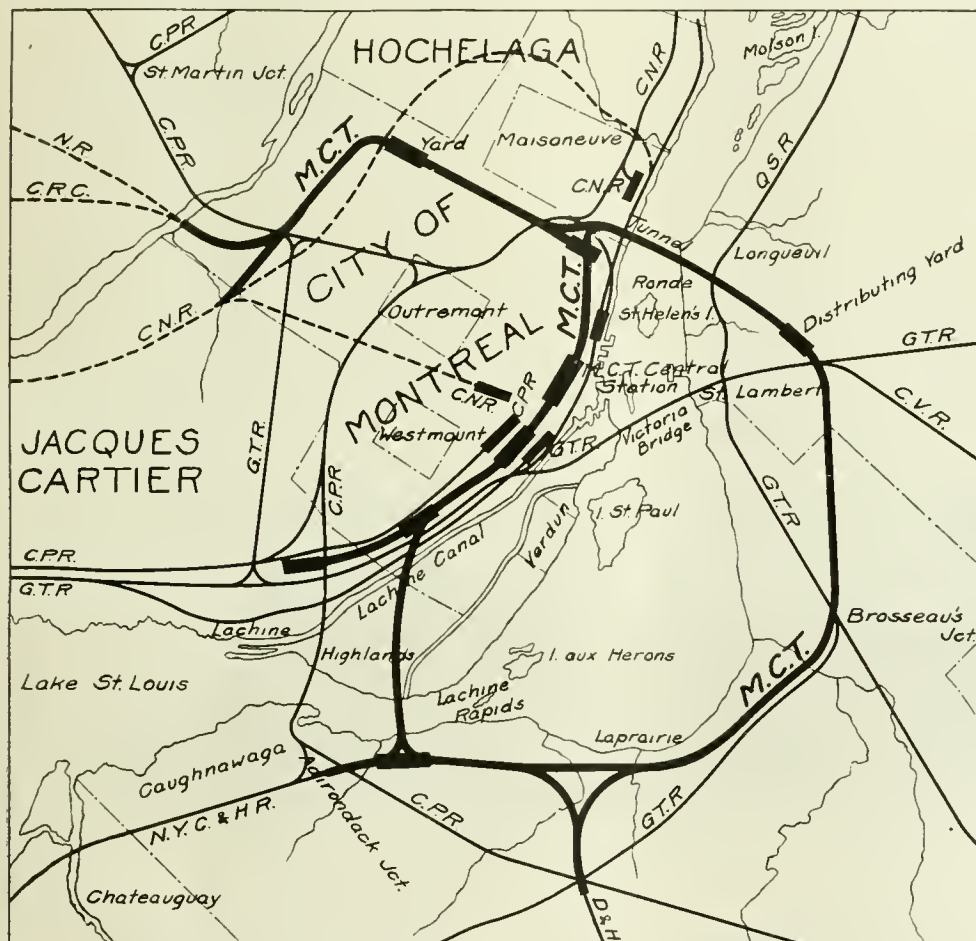 C.P.R
HOCHELAGA
Molson I.
St. Martin Jct.
C.N.R
N.R
C.P.R.
M.C.T.
Yard
Maisoneuve
Q.S.R
C.R.C.
C.N.R
CITY OF
Tunnel
Longueuil
M.C.T.
Ronde
Distributing Yard
Outremont
St. Helen's I.
C.N.R.
G.T.R.
MONTREAL
M.C.T. Central
Station
St. Lambert
C.N.R.
C.P.R
C.V.R.
JACQUES
CARTIER
G.T.R.
Westmount
G.T.R.
Victoria
Bridge
C.P.R
G.T.R
I. St Paul
Verdun
C.P.R.
G.T.R
Lachine Canal
Lachine
Brosseau's
Jct.
Highlands
I. aux Herons
Lake St. Louis
M.C.T.
Lachine
Rapids
Laprairie
Caughnawaga
Adirondack Jct.
C.P.R
G.T.R
N.Y.C. & H R.
Chateauguay
D & H